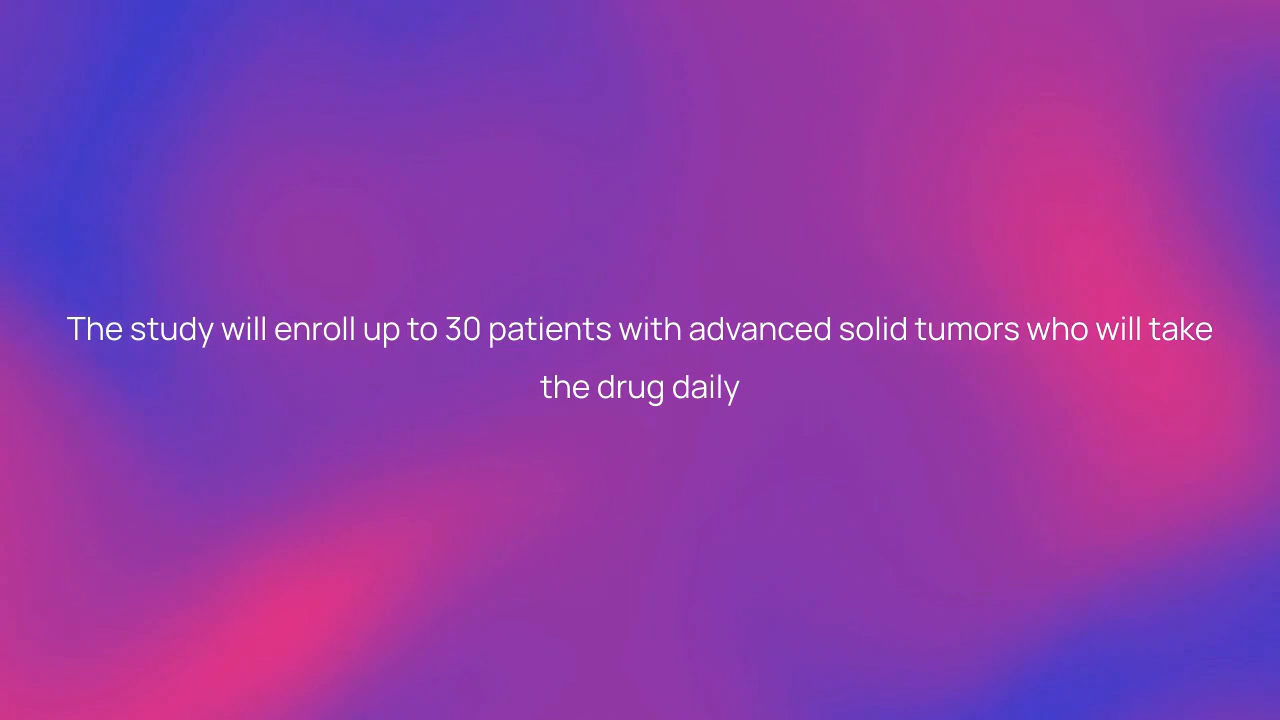 The study will enroll up to 30 patients with advanced solid tumors who will take
the drug daily